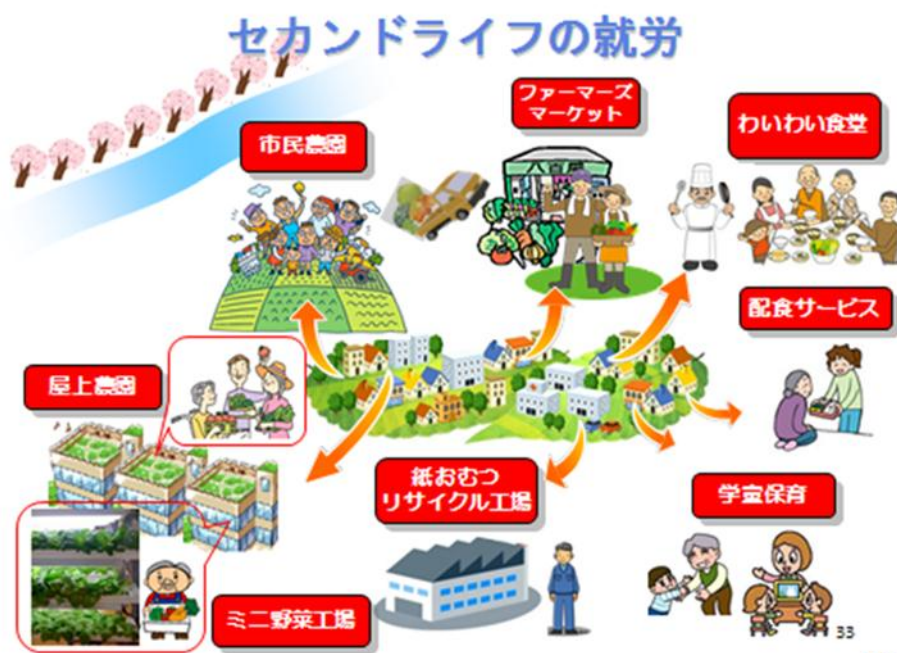 セカンドライフの就労
ファーマーズ
マーケット
わいわい食堂
市民農園
八百屋
配食サービス
屋上農園
紙おむつ
リサイクル工場
学童保育
ミニ野菜工場
33